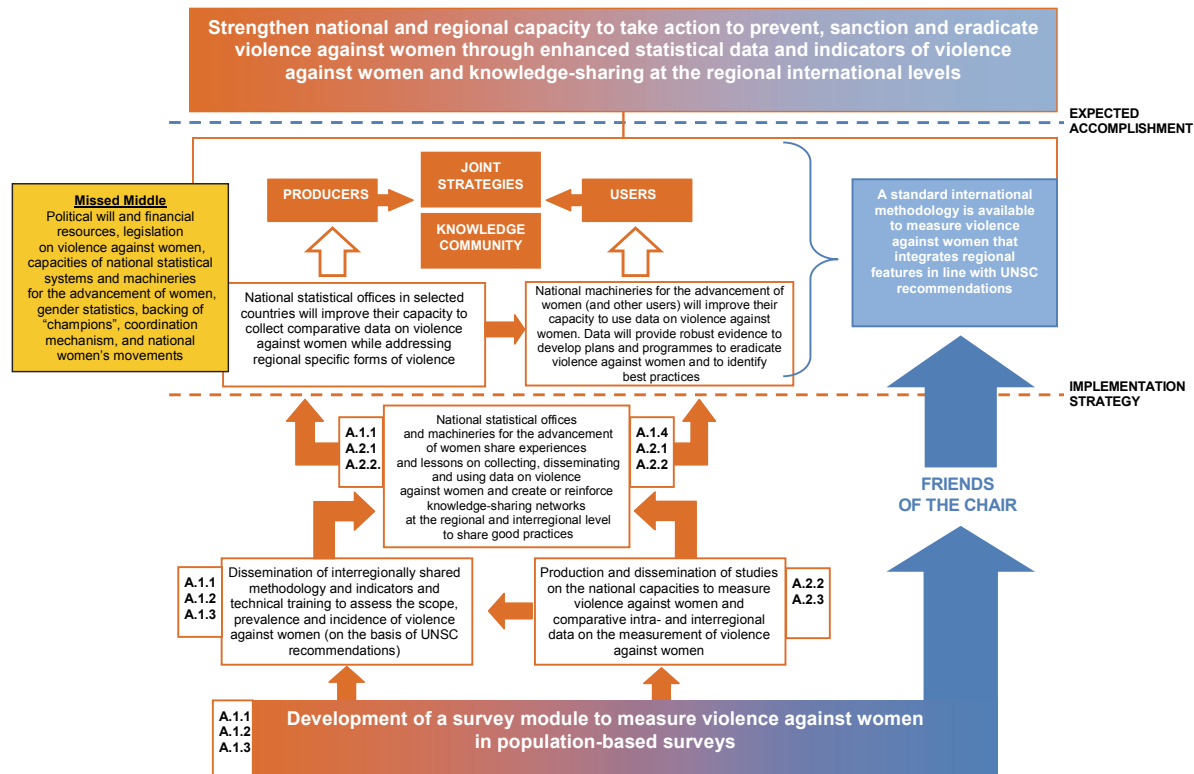 Strengthen national and regional capacity to take action to prevent, sanction and eradicate
violence against women through enhanced statistical data and indicators of violence
against women and knowledge-sharing at the regional international levels
EXPECTED
ACCOMPLISHMENT
Missed Middle
Political will and financial
resources, legislation
on violence against women,
capacities of national statistical
systems and machineries
for the advancement of women,
gender statistics, backing of
“champions”, coordination
mechanism, and national
women’s movements
PRODUCERS
JOINT
STRATEGIES
KNOWLEDGE
COMMUNITY
USERS
A standard international
methodology is available
to measure violence
against women that
integrates regional
features in line with UNSC
recommendations
National statistical offices in selected
countries will improve their capacity to
collect comparative data on violence
against women while addressing
regional specific forms of violence
National machineries for the advancement of
women (and other users) will improve their
capacity to use data on violence against
women. Data will provide robust evidence to
develop plans and programmes to eradicate
violence against women and to identify
best practices
IMPLEMENTATION
STRATEGY
A.1.1
A.2.1
A.2.2.
National statistical offices
and machineries for the advancement
of women share experiences
and lessons on collecting, disseminating
and using data on violence
against women and create or reinforce
knowledge-sharing networks
at the regional and interregional level
to share good practices
A.1.4
A.2.1
A.2.2
FRIENDS
OF THE CHAIR
A.1.1
A.1.2
A.1.3
Dissemination of interregionally shared
methodology and indicators and
technical training to assess the scope,
prevalence and incidence of violence
against women (on the basis of UNSC
recommendations)
Production and dissemination of studies
on the national capacities to measure
violence against women and
comparative intra- and interregional
data on the measurement of violence
against women
A.2.2
A.2.3
A.1.1
A.1.2
A.1.3
Development of a survey module to measure violence against women
in population-based surveys